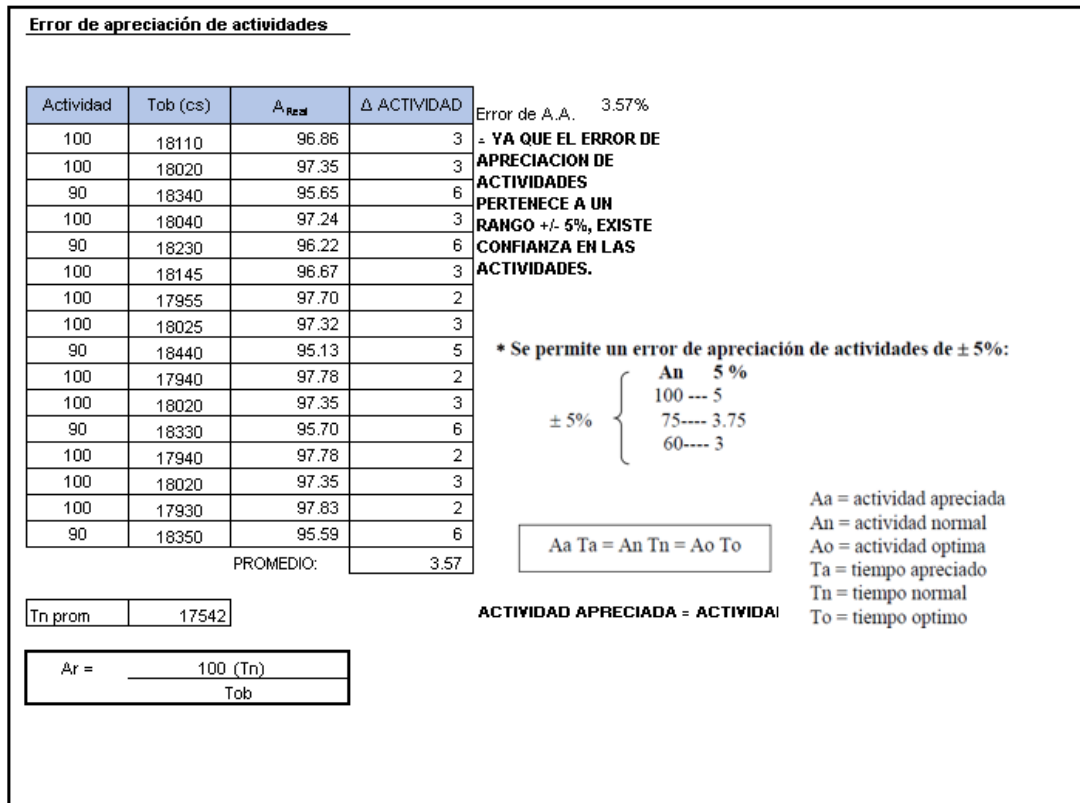 Error de apreciación de actividades
Actividad Tob (cs) A Real Δ ACTIVIDAD
100 18110 96.86 3
100 18020 97.35 3
90 18340 95.65 6
100 18040 97.24 3
90 18230 96.22 6
100 18145 96.67 3
100 17955 97.70 2
100 18025 97.32 3
90 18440 95.13 5
100 17940 97.78 2
100 18020 97.35 3
90 18330 95.70 6
100 17940 97.78 2
100 18020 97.35 3
100 17930 97.83 2
90 18350 95.59 6
PROMEDIO: 3.57
Error de A.A. 3.57%
∴ YA QUE EL ERROR DE
APRECIACION DE
ACTIVIDADES
PERTENECE A UN
RANGO +/- 5%, EXISTE
CONFIANZA EN LAS
ACTIVIDADES.
* Se permite un error de apreciación de actividades de ± 5%:
An 5 %
100 --- 5
± 5%
75---- 3.75
60---- 3
Aa Ta = An Tn = Ao To
Aa = actividad apreciada
An = actividad normal
Ao = actividad optima
Ta = tiempo apreciado
Tn = tiempo normal
To = tiempo optimo
Tn prom 17542
ACTIVIDAD APRECIADA = ACTIVIDA
Ar = 100 (Tn)
Tob